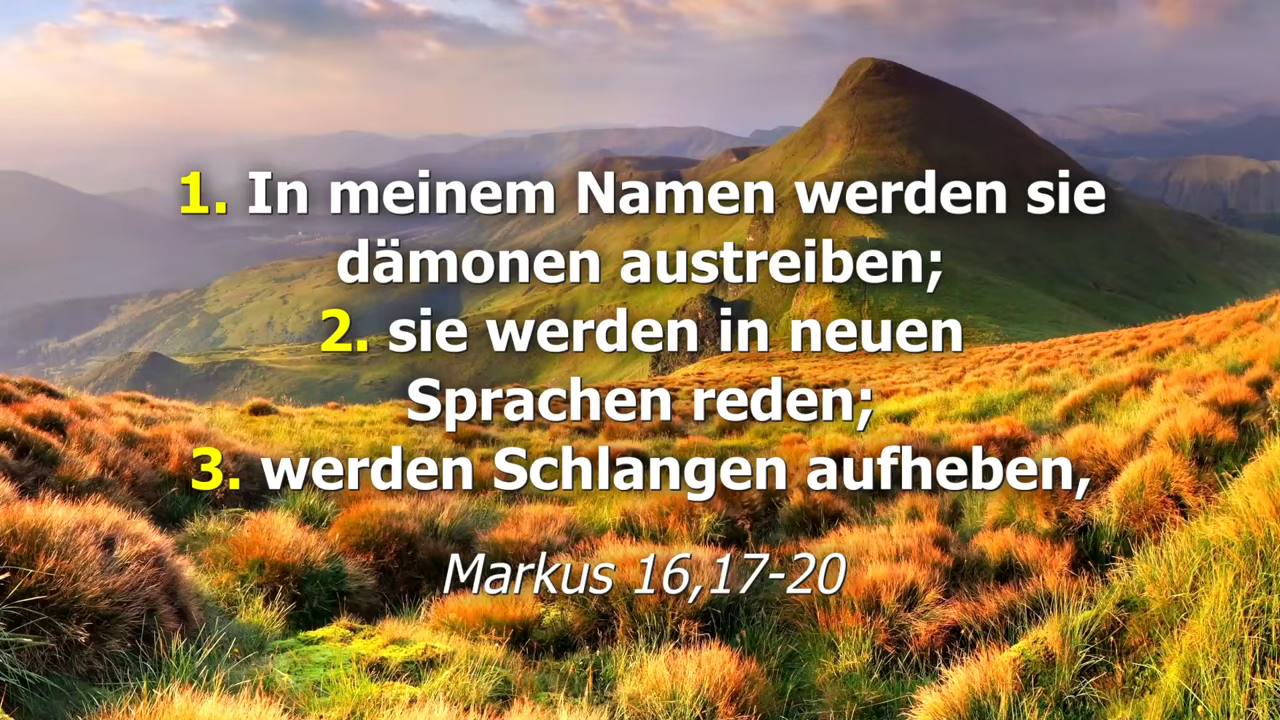 1. In meinem Namen werden sie
dämonen austreiben;
2. sie werden in neuen
Sprachen reden;
3. werden Schlangen aufheben,
Markus 16,17-20